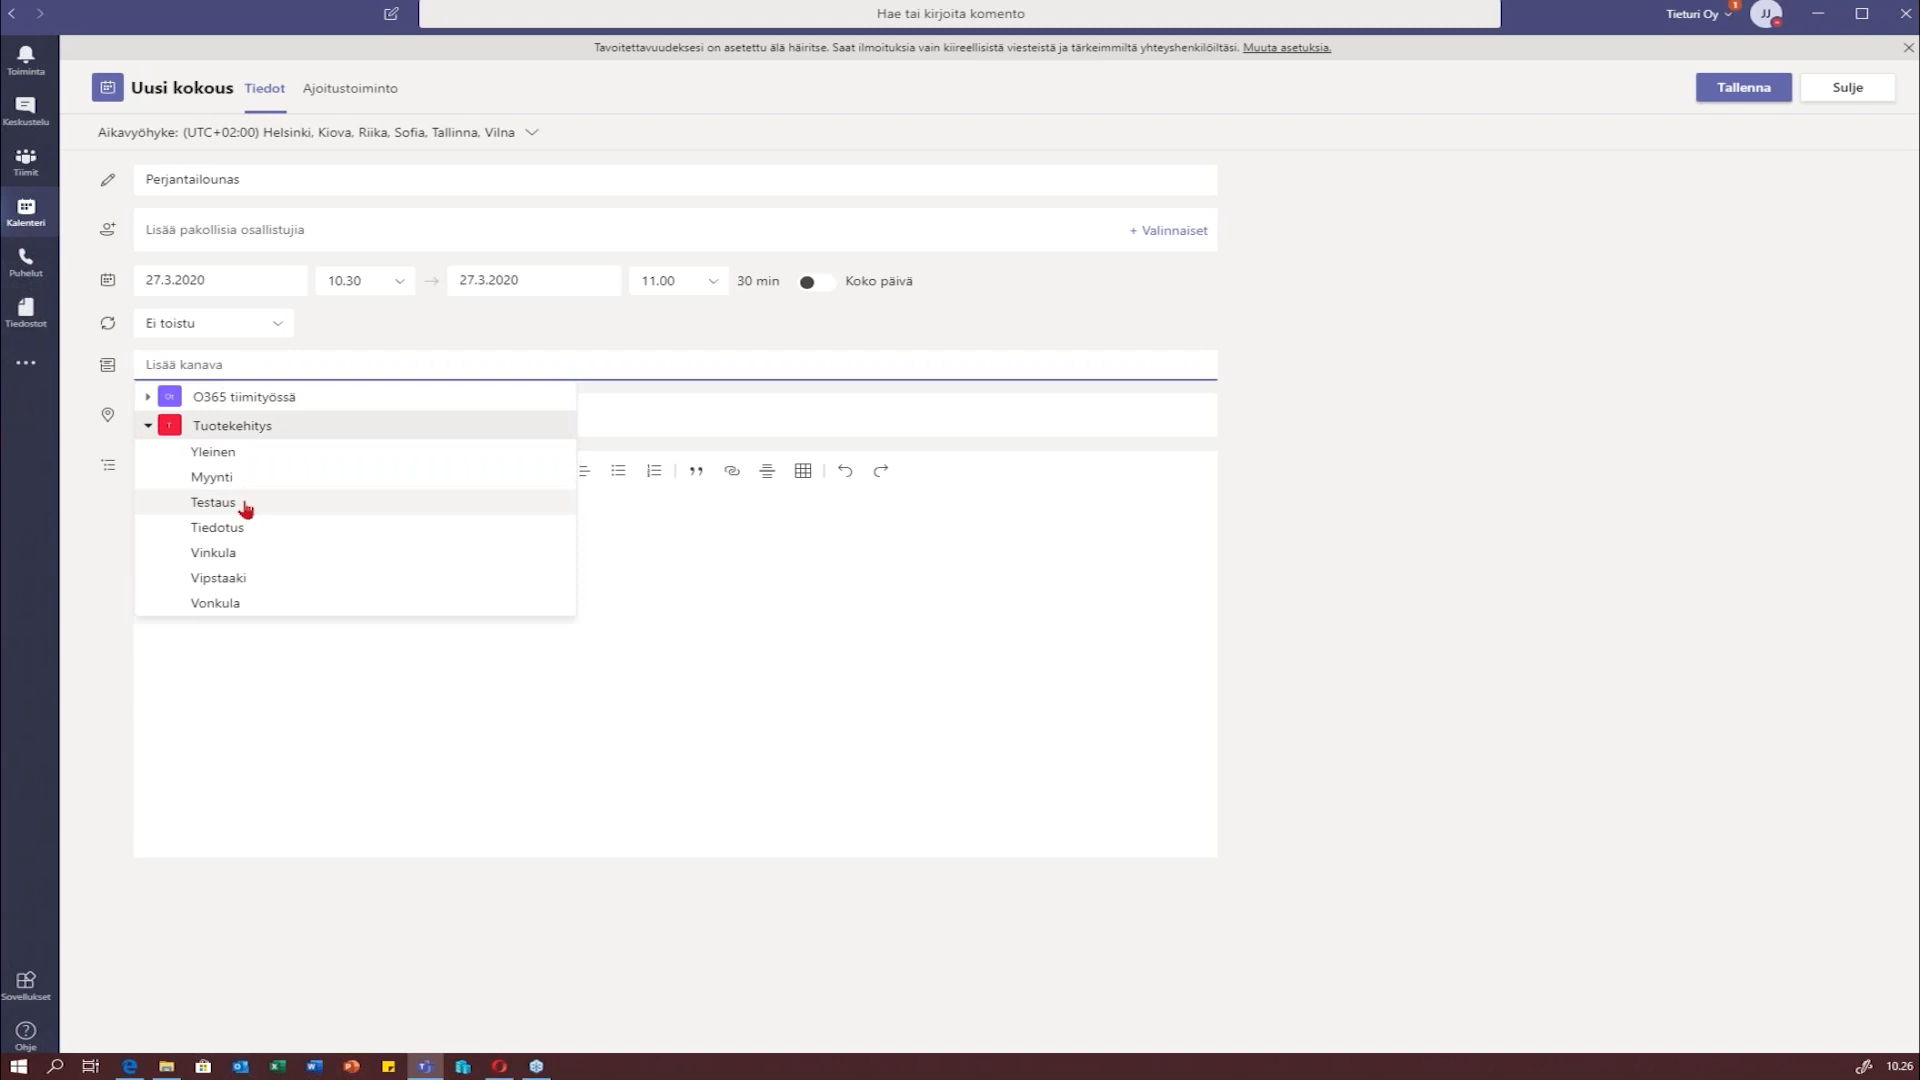 Hae tai kirjoita komento
Tieturi Oy
1
JJ
Tavoitettavuudeksesi on asetettu älä häiritse. Saat ilmoituksia vain kiireellisistä viesteistä ja tärkeimmiltä yhteyshenkilöiltäsi. Muuta asetuksia.
Toiminta
Keskustelu
Tiimit
Kalenteri
Puhelut
Tiedostot
Uusi kokous
Tiedot
Ajoitustoiminto
Tallenna
Sulje
Aikavyöhyke: (UTC+02:00) Helsinki, Kiova, Riika, Sofia, Tallinna, Vilna
Perjantailounas
Lisää pakollisia osallistujia
+ Valinnaiset
27.3.2020
10.30
27.3.2020
11.00
30 min
Koko päivä
Ei toistu
Lisää kanava
Ot
O365 tiimityössä
T
Tuotekehitys
Yleinen
Myynti
Testaus
Tiedotus
Vinkula
Vipstaaki
Vonkula
Sovellukset
Ohje
10.26